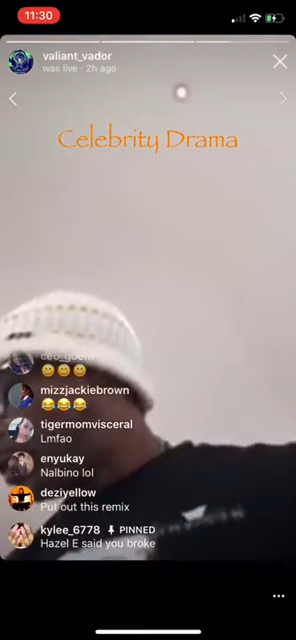 11:30
valiant_vador
was live · 2h ago
Celebrity Drama
mizzjackiebrown
😂😂😂
tigermomvisceral
Lmfao
enyukay
Nalbino lol
deziyellow
Put out this remix
kylee_6778 PINNED
Hazel E said you broke